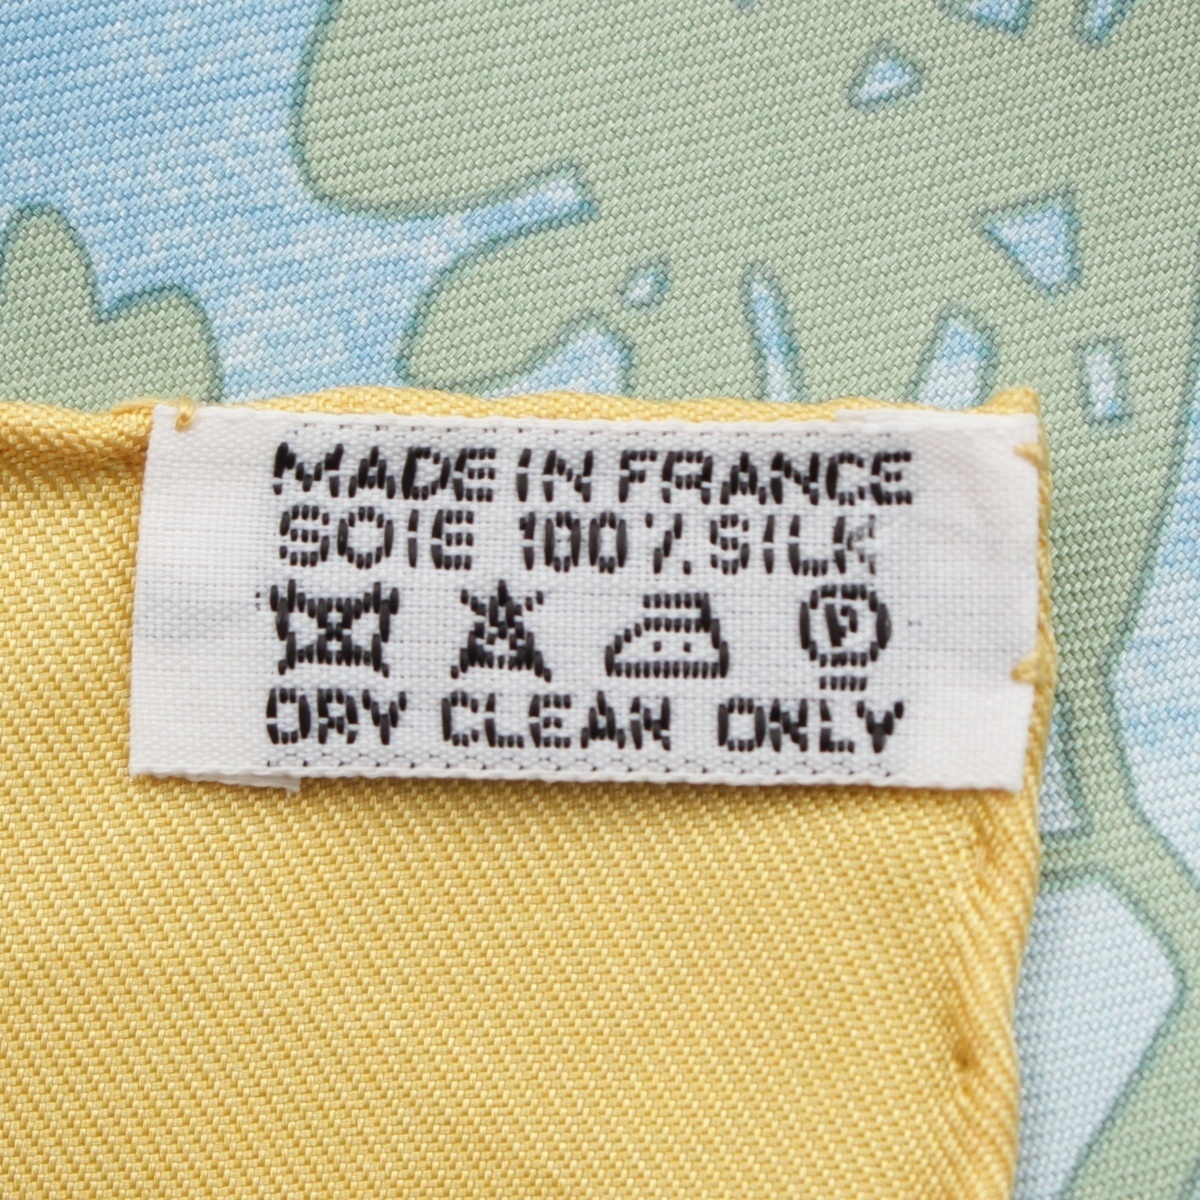 MADE IN FRANCE
SOIE 100% SILK
P
DRY CLEAN ONLY